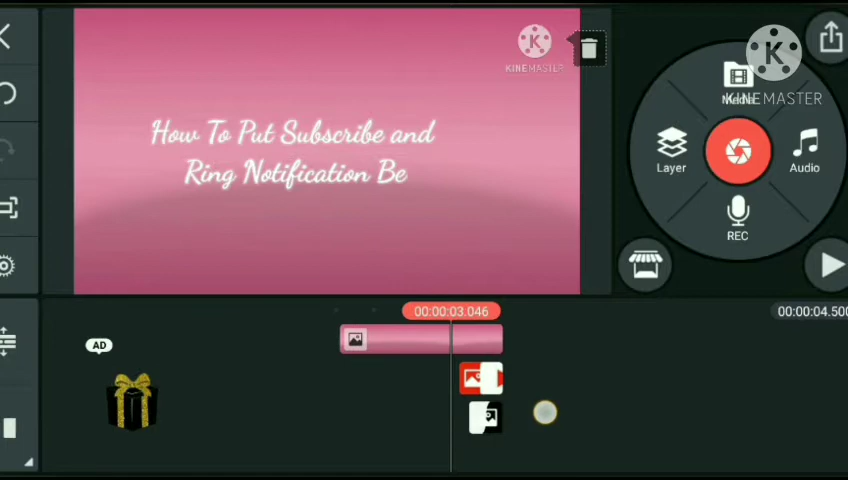 KINEMASTER
How To Put Subscribe and
Ring Notification Be
KINEMASTER
Layer
Audio
REC
00:00:03.046
00:00:04.500
AD